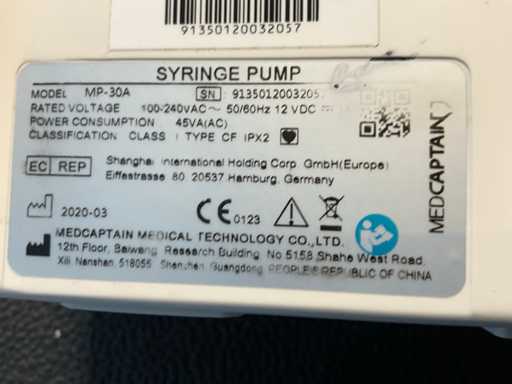 91350120032057
SYRINGE PUMP
MODEL MP-30A SN 9135012003205
RATED VOLTAGE 100-240VAC~ 50/60Hz 12 VDC
POWER CONSUMPTION 45VA(AC)
CLASSIFICATION CLASS I TYPE CF IPX2
EC REP Shanghai International Holding Corp. GmbH(Europe)
Eiffestrasse 80, 20537 Hamburg, Germany
2020-03 CE 0123
MEDCAPTAIN MEDICAL TECHNOLOGY CO.,LTD.
12th Floor, Baiwang Research Building, No 5158 Shahe West Road,
Xili, Nanshan, 518055 Shenzhen, Guangdong, PEOPLE'S REPUBLIC OF CHINA
MEDCAPTAIN